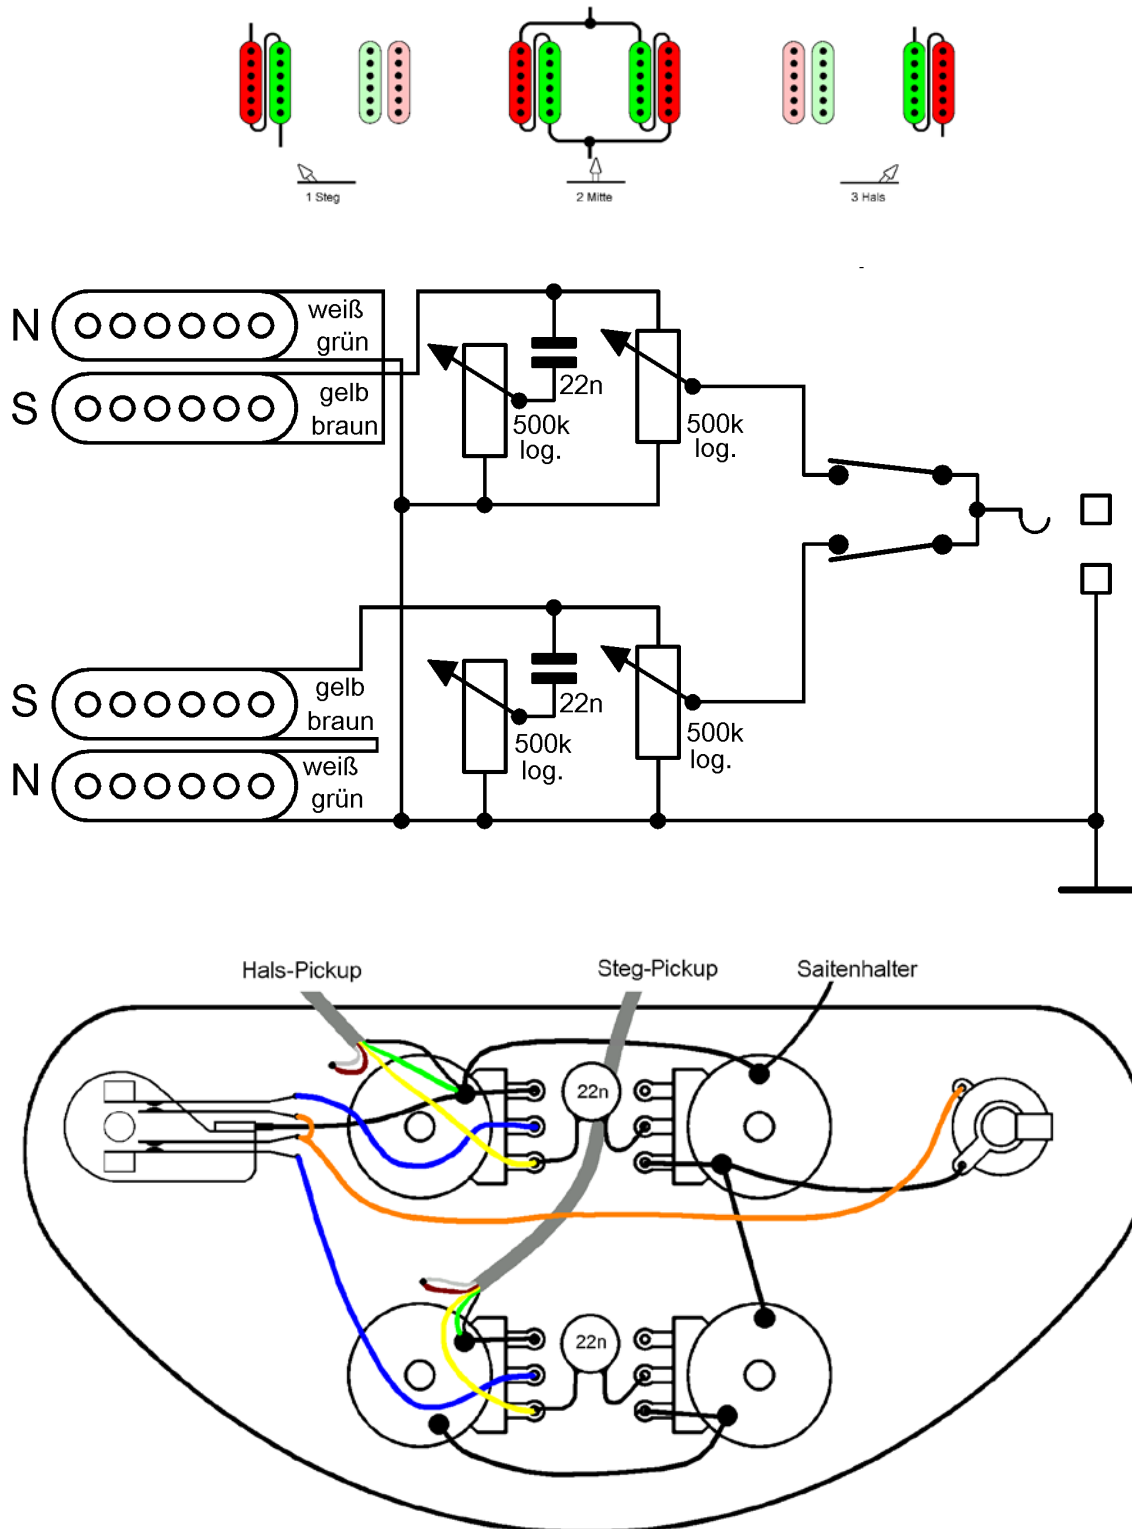 1 Steg
2 Mitte
3 Hals
N
weiß
grün
S
gelb
braun
22n
500k
log.
500k
log.
S
gelb
braun
N
weiß
grün
22n
500k
log.
500k
log.
Hals-Pickup
Steg-Pickup
Saitenhalter
22n
22n